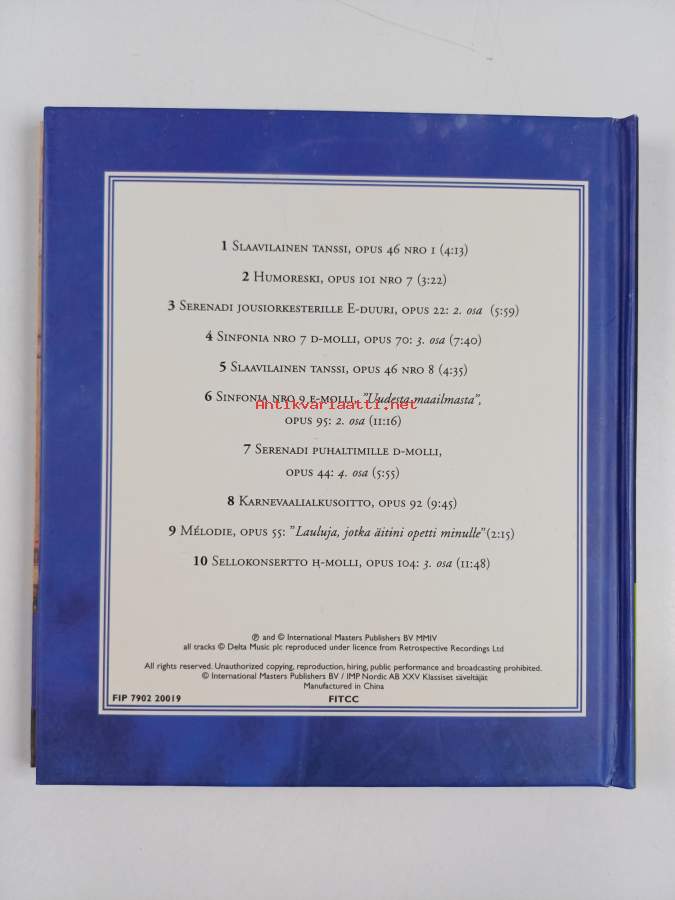 1 Slaavilainen tanssi, opus 46 nro 1 (4:13)
2 Humoreski, opus 101 nro 7 (3:22)
3 Serenadi jousiorkesterille E-duuri, opus 22: 2. osa (5:59)
4 Sinfonia nro 7 d-molli, opus 70: 3. osa (7:40)
5 Slaavilainen tanssi, opus 46 nro 8 (4:35)
6 Sinfonia nro 9 e-molli, "Uudesta maailmasta",
Antikvariaatti.net
opus 95: 2. osa (11:16)
7 Serenadi puhaltimille d-molli,
opus 44: 4. osa (5:55)
8 Karnevaalialkusoitto, opus 92 (9:45)
9 Mélodie, opus 55: "Lauluja, jotka äitini opetti minulle" (2:15)
10 Sellokonsertto h-molli, opus 104: 3. osa (11:48)
℗ and © International Masters Publishers BV MMIV
all tracks © Delta Music plc reproduced under licence from Retrospective Recordings Ltd
All rights reserved. Unauthorized copying, reproduction, hiring, public performance and broadcasting prohibited.
© International Masters Publishers BV / IMP Nordic AB XXV Klassiset säveltäjät
Manufactured in China
FIP 7902 20019 FITCC